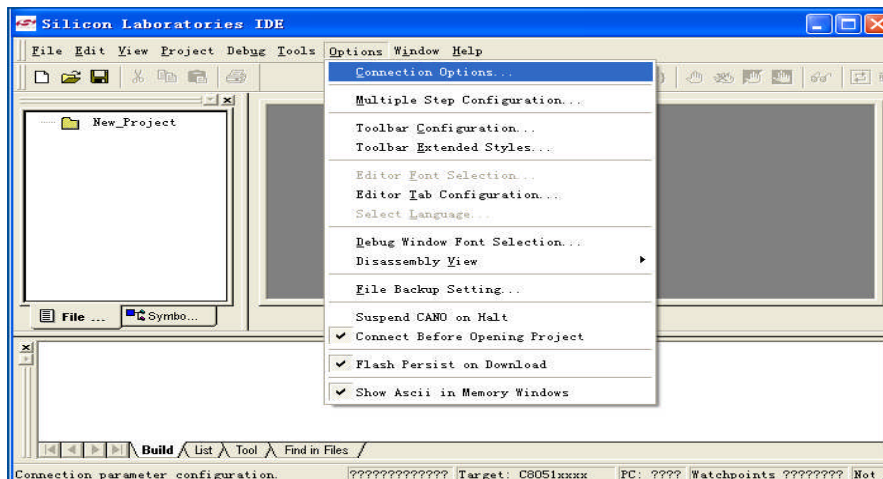 Silicon Laboratories IDE
File Edit View Project Debug Tools Options Window Help
Connection Options...
Multiple Step Configuration...
New_Project
Toolbar Configuration...
Toolbar Extended Styles...
Editor Font Selection...
Editor Tab Configuration...
Select Language...
Debug Window Font Selection...
Disassembly View
File Backup Setting...
File ... Symbo...
Suspend CAN0 on Halt
Connect Before Opening Project
Flash Persist on Download
Show Ascii in Memory Windows
Build List Tool Find in Files
Connection parameter configuration. ????????????? Target: C8051xxxx PC: ???? Watchpoints ???????? Not